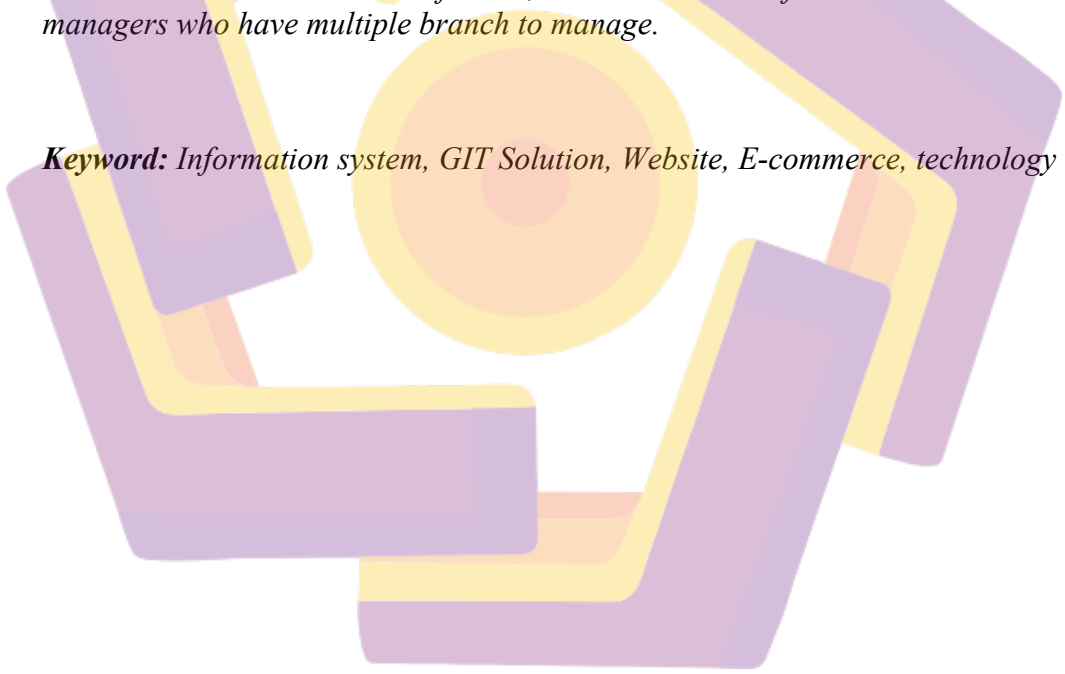 managers who have multiple branch to manage.
Keyword: Information system, GIT Solution, Website, E-commerce, technology